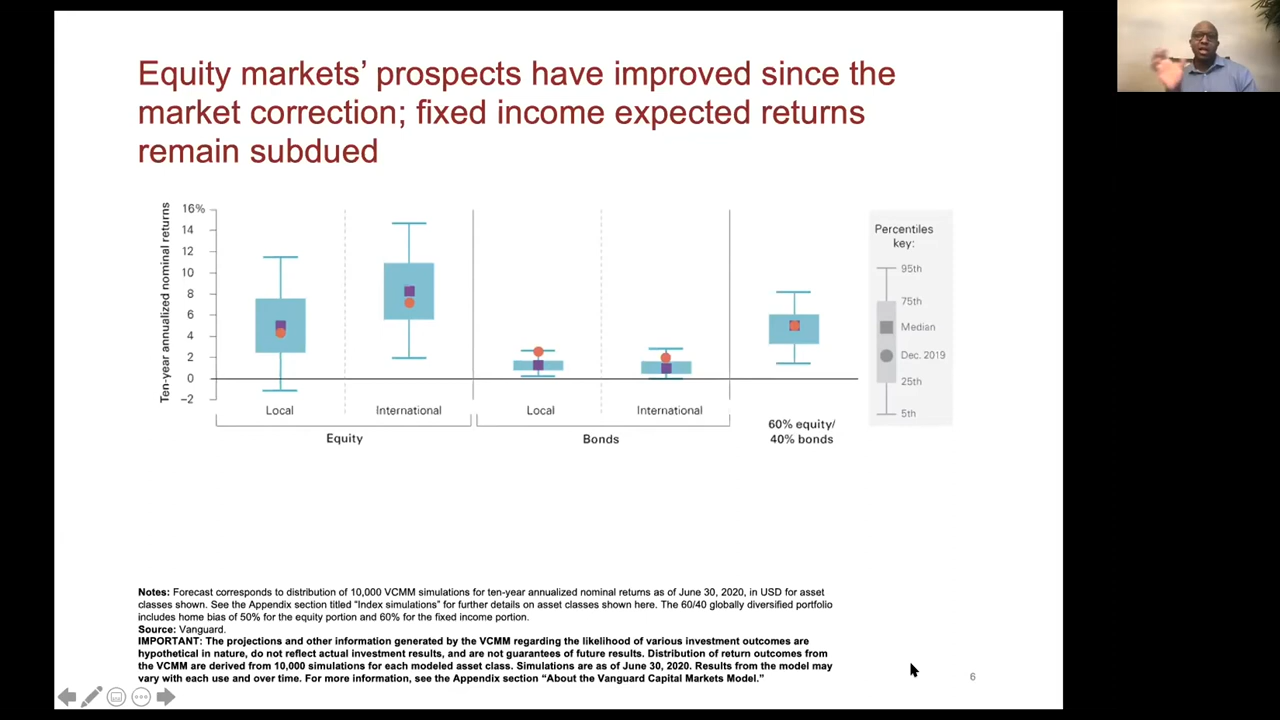 Equity markets’ prospects have improved since the
market correction; fixed income expected returns
remain subdued
Ten-year annualized nominal returns
16%
14
12
10
8
6
4
2
0
–2
Local
International
Local
International
Equity
Bonds
60% equity/
40% bonds
Percentiles
key:
95th
75th
Median
Dec. 2019
25th
5th
Notes: Forecast corresponds to distribution of 10,000 VCMM simulations for ten-year annualized nominal returns as of June 30, 2020, in USD for asset
classes shown. See the Appendix section titled “Index simulations” for further details on asset classes shown here. The 60/40 globally diversified portfolio
includes home bias of 50% for the equity portion and 60% for the fixed income portion.
Source: Vanguard.
IMPORTANT: The projections and other information generated by the VCMM regarding the likelihood of various investment outcomes are
hypothetical in nature, do not reflect actual investment results, and are not guarantees of future results. Distribution of return outcomes from
the VCMM are derived from 10,000 simulations for each modeled asset class. Simulations are as of June 30, 2020. Results from the model may
vary with each use and over time. For more information, see the Appendix section “About the Vanguard Capital Markets Model.”
6